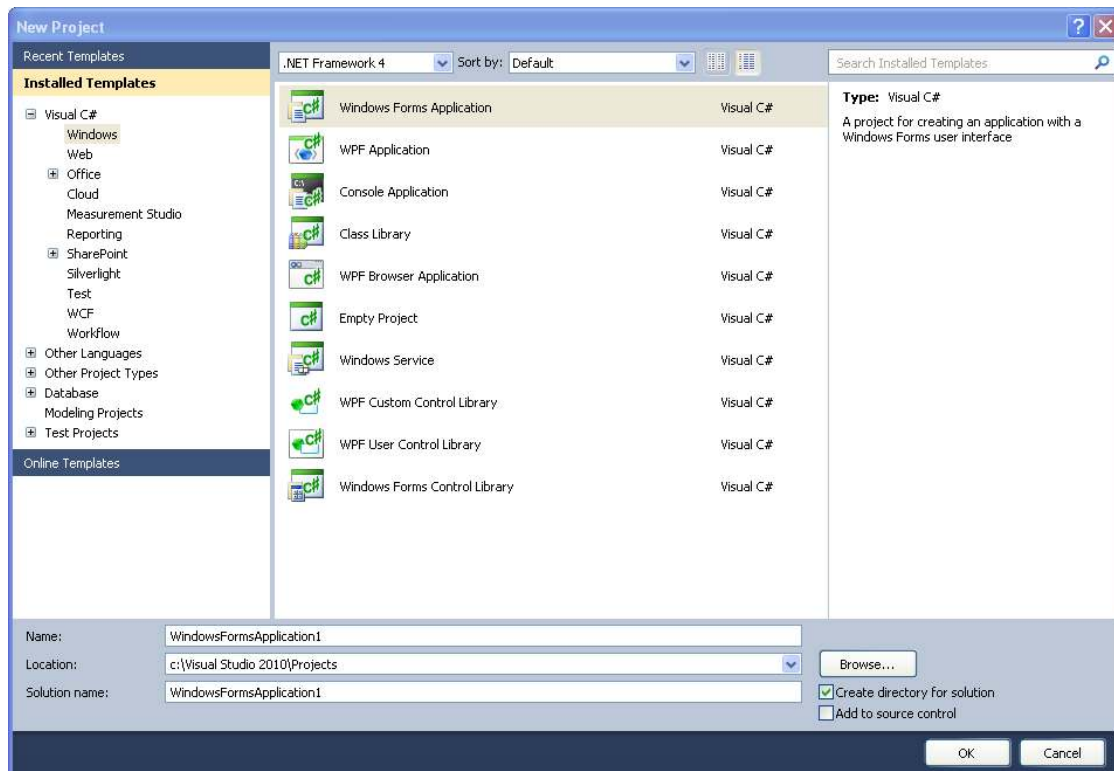 New Project
Recent Templates
Installed Templates
Visual C#
Windows
Web
Office
Cloud
Measurement Studio
Reporting
SharePoint
Silverlight
Test
WCF
Workflow
Other Languages
Other Project Types
Database
Modeling Projects
Test Projects
Online Templates
.NET Framework 4 Sort by: Default
Windows Forms Application Visual C#
WPF Application Visual C#
Console Application Visual C#
Class Library Visual C#
WPF Browser Application Visual C#
Empty Project Visual C#
Windows Service Visual C#
WPF Custom Control Library Visual C#
WPF User Control Library Visual C#
Windows Forms Control Library Visual C#
Search Installed Templates
Type: Visual C#
A project for creating an application with a
Windows Forms user interface
Name: WindowsFormsApplication1
Location: c:\Visual Studio 2010\Projects Browse...
Solution name: WindowsFormsApplication1
Create directory for solution
Add to source control
OK Cancel